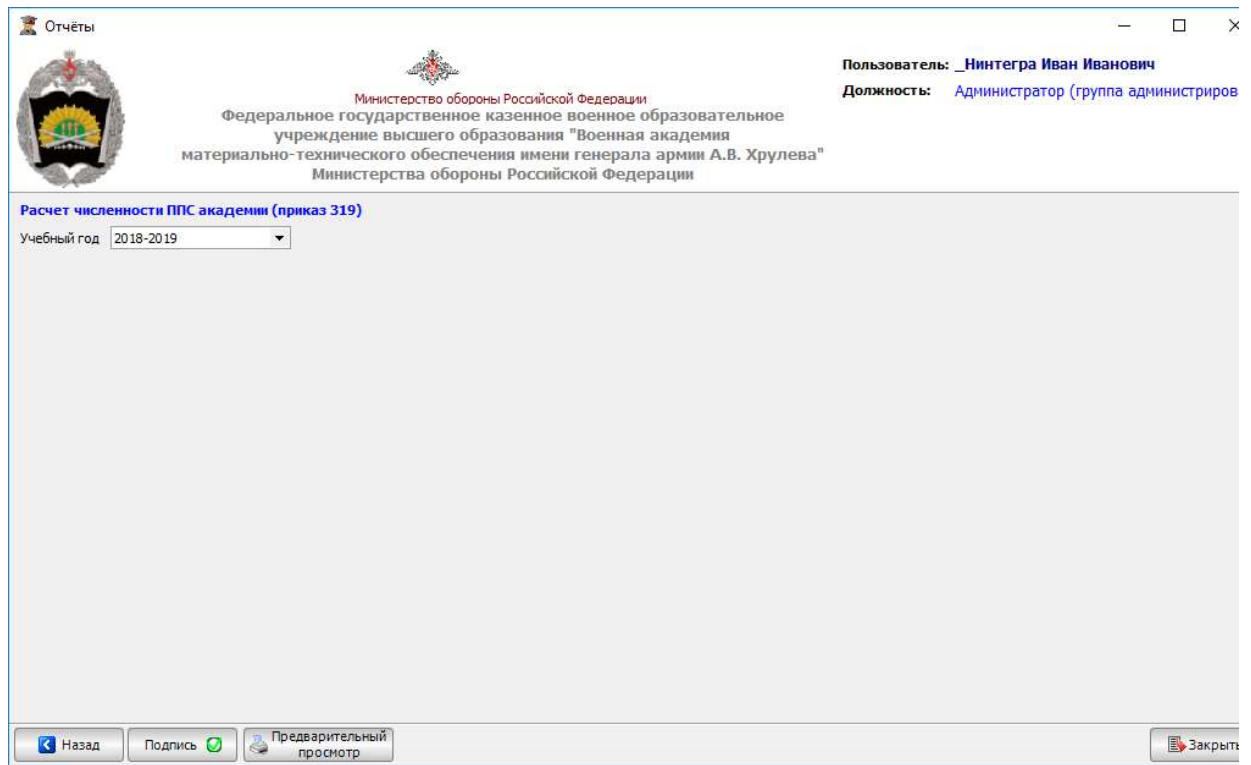 Отчёты
Министерство обороны Российской Федерации
Федеральное государственное казенное военное образовательное
учреждение высшего образования "Военная академия
материально-технического обеспечения имени генерала армии А.В. Хрулева"
Министерства обороны Российской Федерации
Пользователь: _Нинтегра Иван Иванович
Должность: Администратор (группа администриров
Расчет численности ППС академии (приказ 319)
Учебный год 2018-2019
Назад
Подпись
Предварительный
просмотр
Закрыть